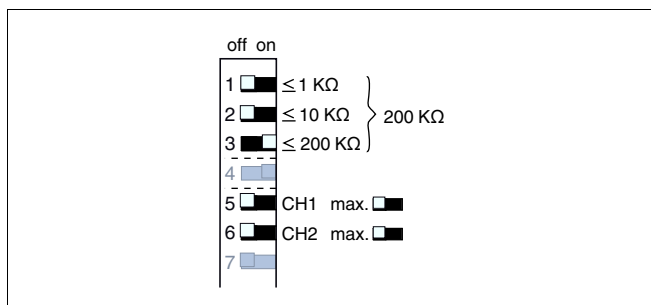 off on
1 ≤ 1 KΩ
2 ≤ 10 KΩ
3 ≤ 200 KΩ
200 KΩ
4
5 CH1 max.
6 CH2 max.
7